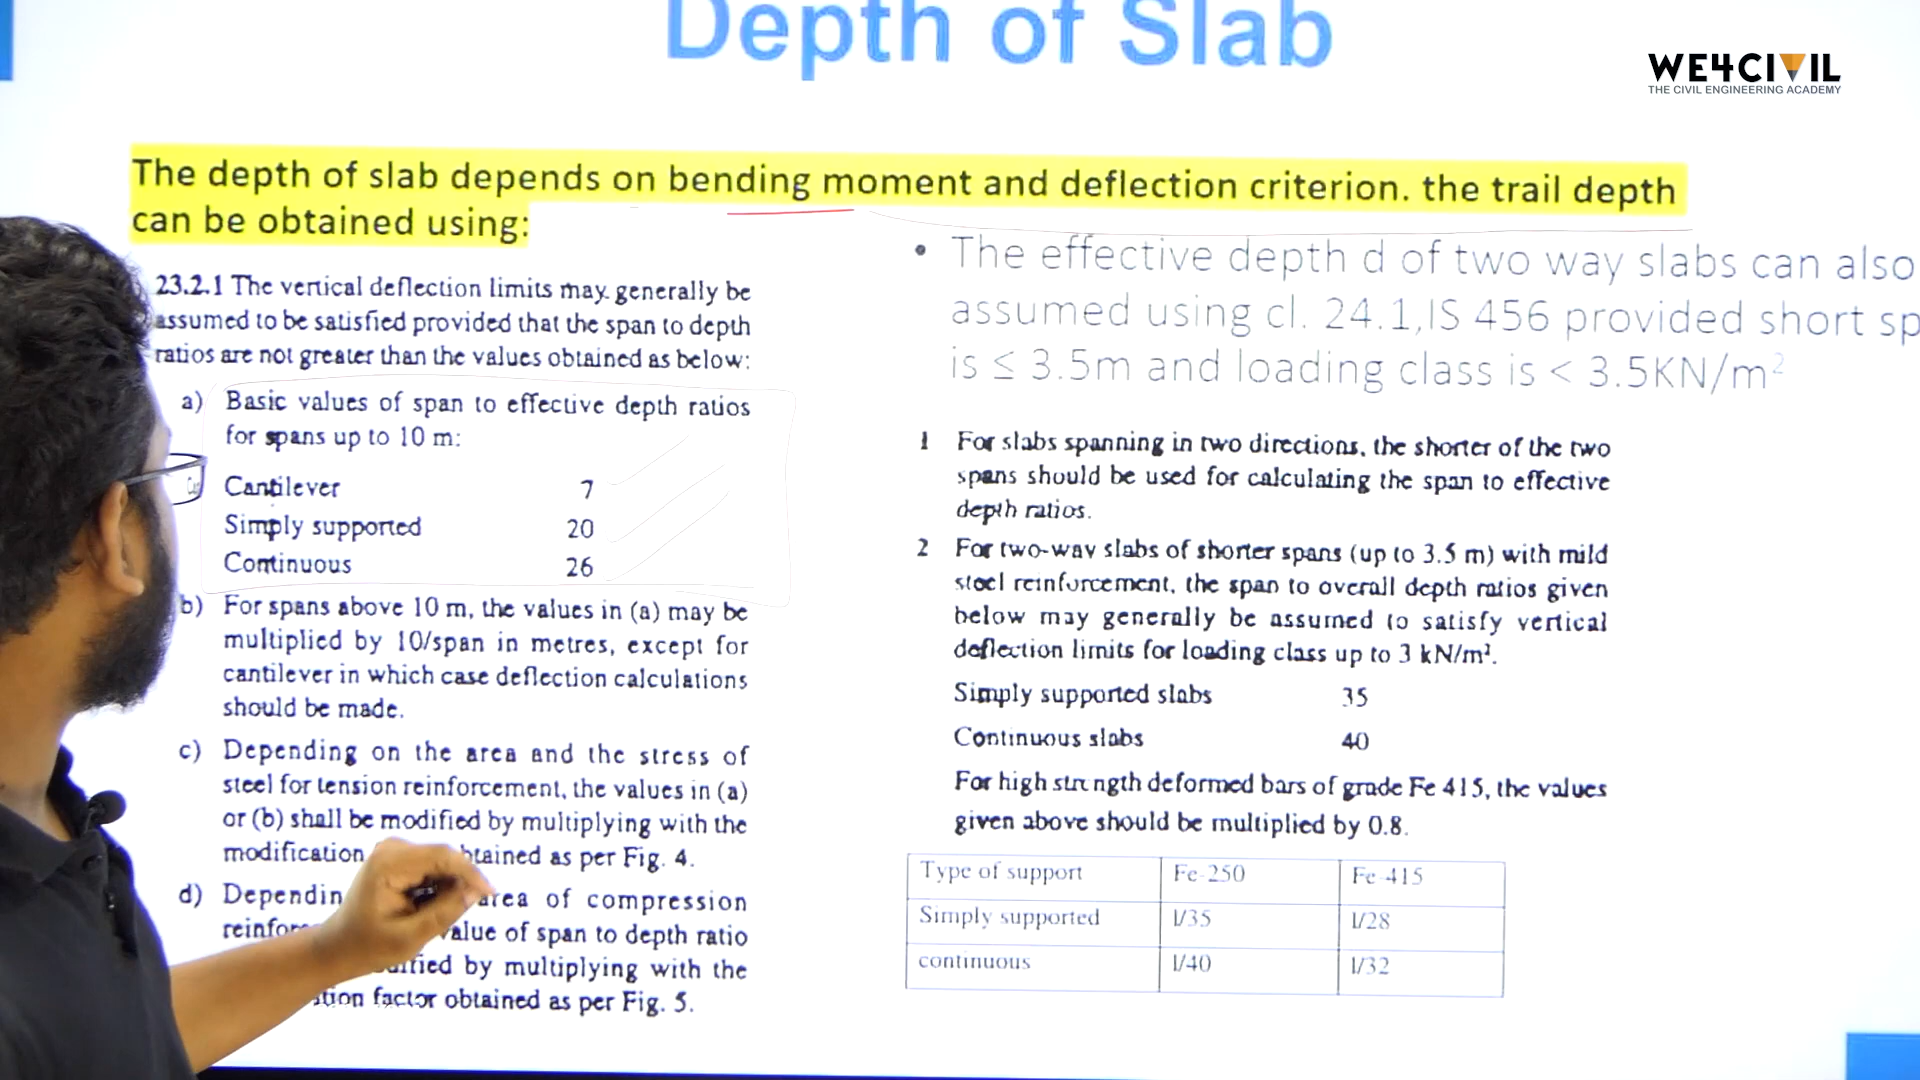 Depth of Slab
WE4CIVIL
THE CIVIL ENGINEERING ACADEMY
The depth of slab depends on bending moment and deflection criterion. the trail depth
can be obtained using:
23.2.1 The vertical deflection limits may generally be
assumed to be satisfied provided that the span to depth
ratios are not greater than the values obtained as below:
a) Basic values of span to effective depth ratios
for spans up to 10 m:
Cantilever 7
Simply supported 20
Continuous 26
b) For spans above 10 m, the values in (a) may be
multiplied by 10/span in metres, except for
cantilever in which case deflection calculations
should be made.
c) Depending on the area and the stress of
steel for tension reinforcement, the values in (a)
or (b) shall be modified by multiplying with the
modification obtained as per Fig. 4.
d) Dependin area of compression
reinfor value of span to depth ratio
by multiplying with the
factor obtained as per Fig. 5.
• The effective depth d of two way slabs can also
assumed using cl. 24.1,IS 456 provided short sp
is ≤ 3.5m and loading class is < 3.5KN/m²
1 For slabs spanning in two directions, the shorter of the two
spans should be used for calculating the span to effective
depth ratios.
2 For two-way slabs of shorter spans (up to 3.5 m) with mild
steel reinforcement, the span to overall depth ratios given
below may generally be assumed to satisfy vertical
deflection limits for loading class up to 3 kN/m².
Simply supported slabs 35
Continuous slabs 40
For high strength deformed bars of grade Fe 415, the values
given above should be multiplied by 0.8.
Type of support Fe-250 Fe-415
Simply supported l/35 l/28
continuous l/40 l/32